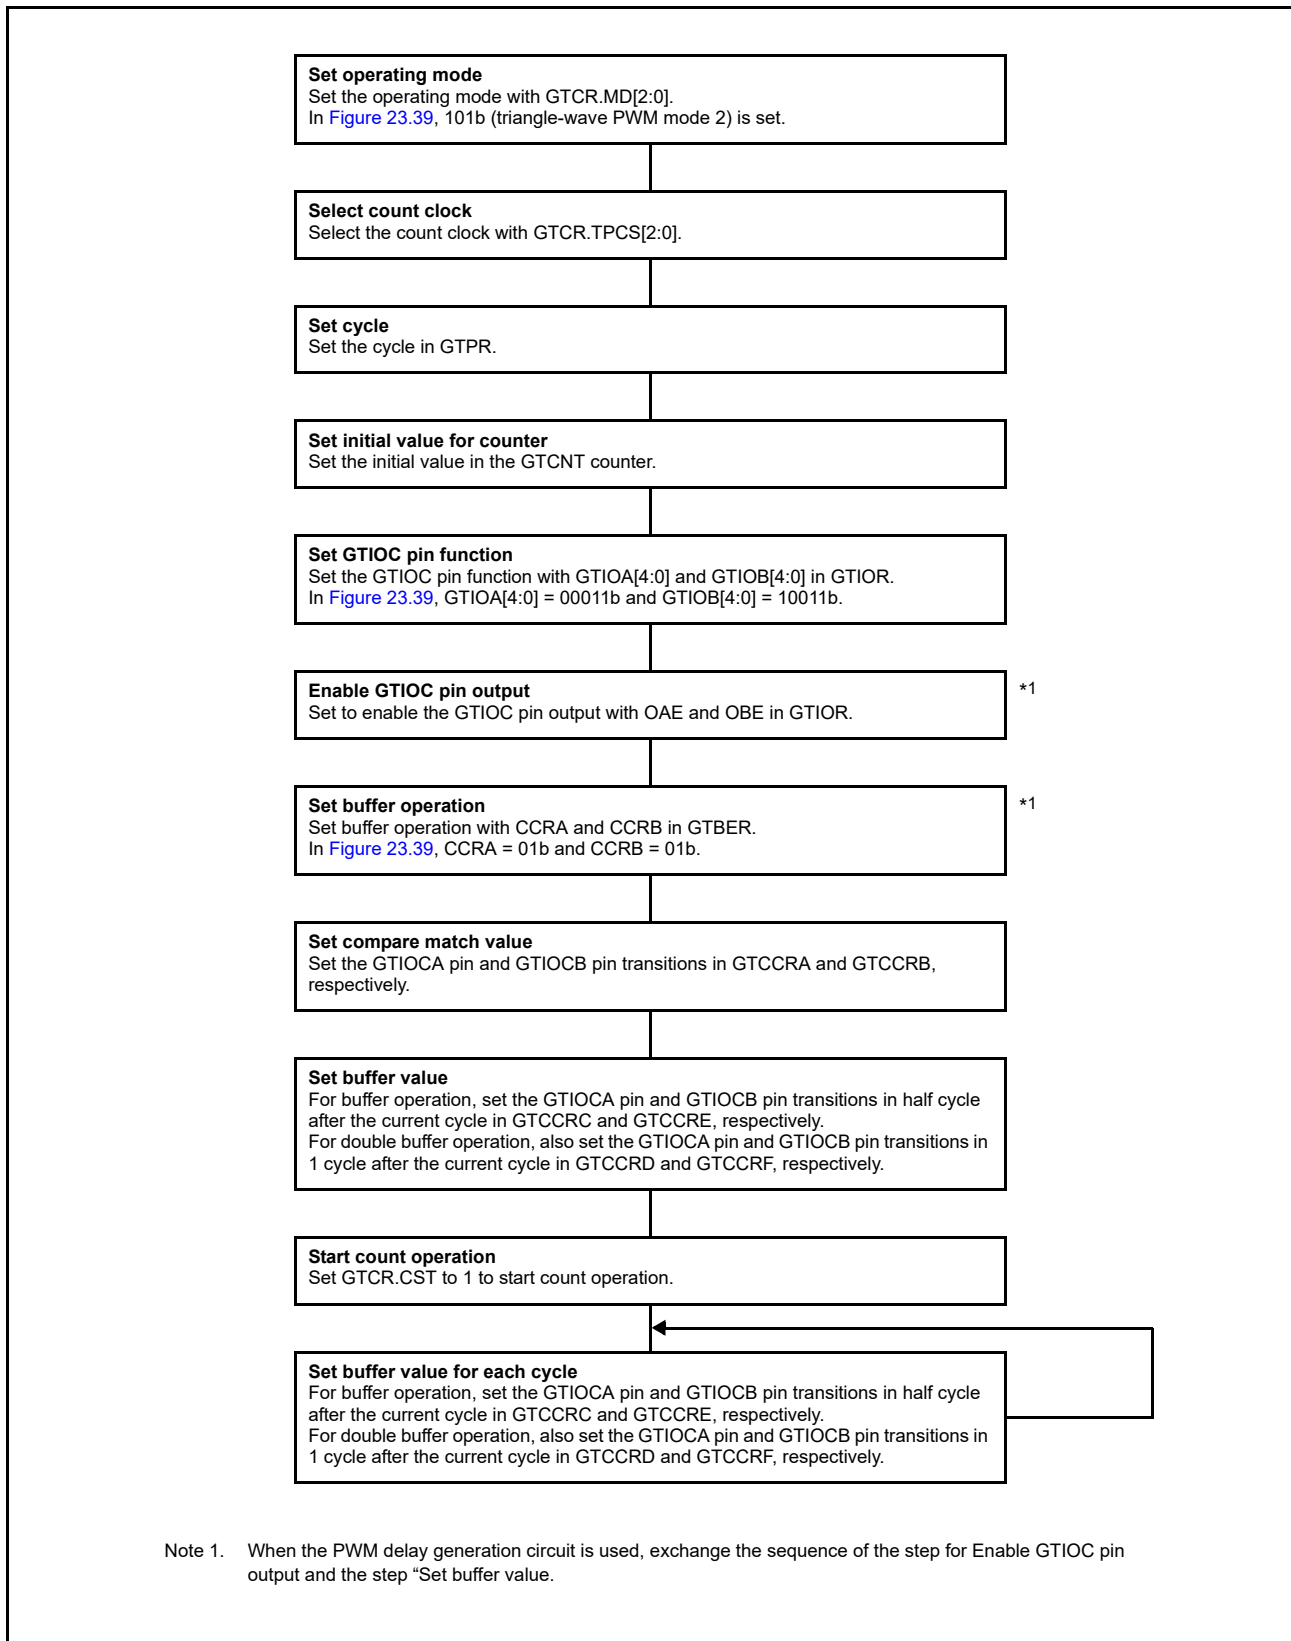 Set operating mode
Set the operating mode with GTCR.MD[2:0].
In Figure 23.39, 101b (triangle-wave PWM mode 2) is set.
Select count clock
Select the count clock with GTCR.TPCS[2:0].
Set cycle
Set the cycle in GTPR.
Set initial value for counter
Set the initial value in the GTCNT counter.
Set GTIOC pin function
Set the GTIOC pin function with GTIOA[4:0] and GTIOB[4:0] in GTIOR.
In Figure 23.39, GTIOA[4:0] = 00011b and GTIOB[4:0] = 10011b.
Enable GTIOC pin output
Set to enable the GTIOC pin output with OAE and OBE in GTIOR.
*1
Set buffer operation
Set buffer operation with CCRA and CCRB in GTBER.
In Figure 23.39, CCRA = 01b and CCRB = 01b.
*1
Set compare match value
Set the GTIOCA pin and GTIOCB pin transitions in GTCCRA and GTCCRB,
respectively.
Set buffer value
For buffer operation, set the GTIOCA pin and GTIOCB pin transitions in half cycle
after the current cycle in GTCCRC and GTCCRE, respectively.
For double buffer operation, also set the GTIOCA pin and GTIOCB pin transitions in
1 cycle after the current cycle in GTCCRD and GTCCRF, respectively.
Start count operation
Set GTCR.CST to 1 to start count operation.
Set buffer value for each cycle
For buffer operation, set the GTIOCA pin and GTIOCB pin transitions in half cycle
after the current cycle in GTCCRC and GTCCRE, respectively.
For double buffer operation, also set the GTIOCA pin and GTIOCB pin transitions in
1 cycle after the current cycle in GTCCRD and GTCCRF, respectively.
Note 1. When the PWM delay generation circuit is used, exchange the sequence of the step for Enable GTIOC pin
output and the step “Set buffer value.